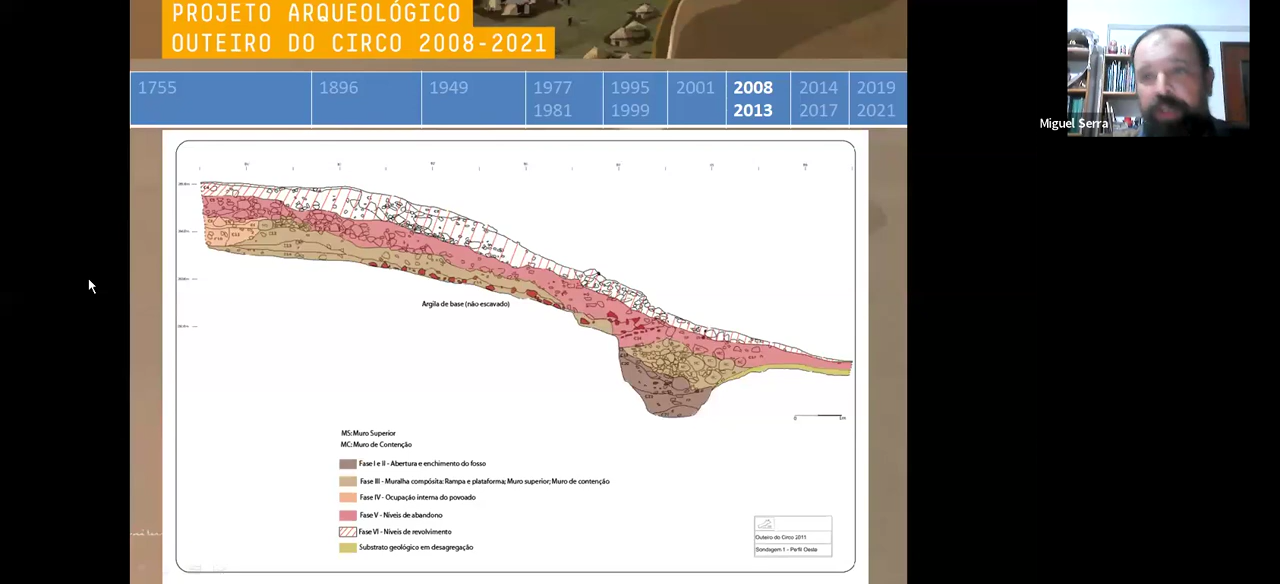 PROJETO ARQUEOLÓGICO
OUTEIRO DO CIRCO 2008-2021
1755
1896
1949
1977
1981
1995
1999
2001
2008
2013
2014
2017
2019
2021
Miguel Serra
Argila de base (não escavado)
MS: Muro Superior
MC: Muro de Contenção
Fase I e II - Abertura e enchimento do fosso
Fase III - Muralha compósita: Rampa e plataforma; Muro superior; Muro de contenção
Fase IV - Ocupação interna do povoado
Fase V - Níveis de abandono
Fase VI - Níveis de revolvimento
Substrato geológico em desagregação
Outeiro do Circo 2011
Sondagem 1 - Perfil Oeste